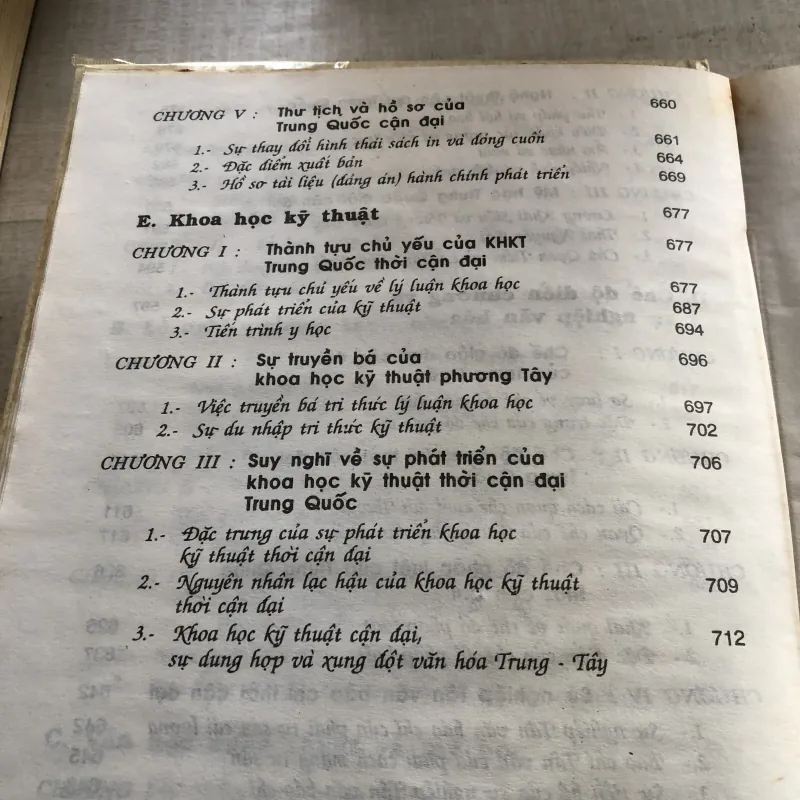 CHƯƠNG V : Thư tịch và hồ sơ của 660
Trung Quốc cận đại
1.- Sự thay đổi hình thái sách in và đóng cuốn 661
2.- Đặc điểm xuất bản 664
3.- Hồ sơ tài liệu (đáng án) hành chính phát triển 669
E. Khoa học kỹ thuật 677
CHƯƠNG I : Thành tựu chủ yếu của KHKT 677
Trung Quốc thời cận đại
1.- Thành tựu chủ yếu về lý luận khoa học 677
2.- Sự phát triển của kỹ thuật 687
3.- Tiến trình y học 694
CHƯƠNG II : Sự truyền bá của 696
khoa học kỹ thuật phương Tây
1.- Việc truyền bá tri thức lý luận khoa học 697
2.- Sự du nhập tri thức kỹ thuật 702
CHƯƠNG III : Suy nghĩ về sự phát triển của 706
khoa học kỹ thuật thời cận đại
Trung Quốc
1.- Đặc trưng của sự phát triển khoa học 707
kỹ thuật thời cận đại
2.- Nguyên nhân lạc hậu của khoa học kỹ thuật 709
thời cận đại
3.- Khoa học kỹ thuật cận đại, 712
sự dung hợp và xung đột văn hóa Trung - Tây